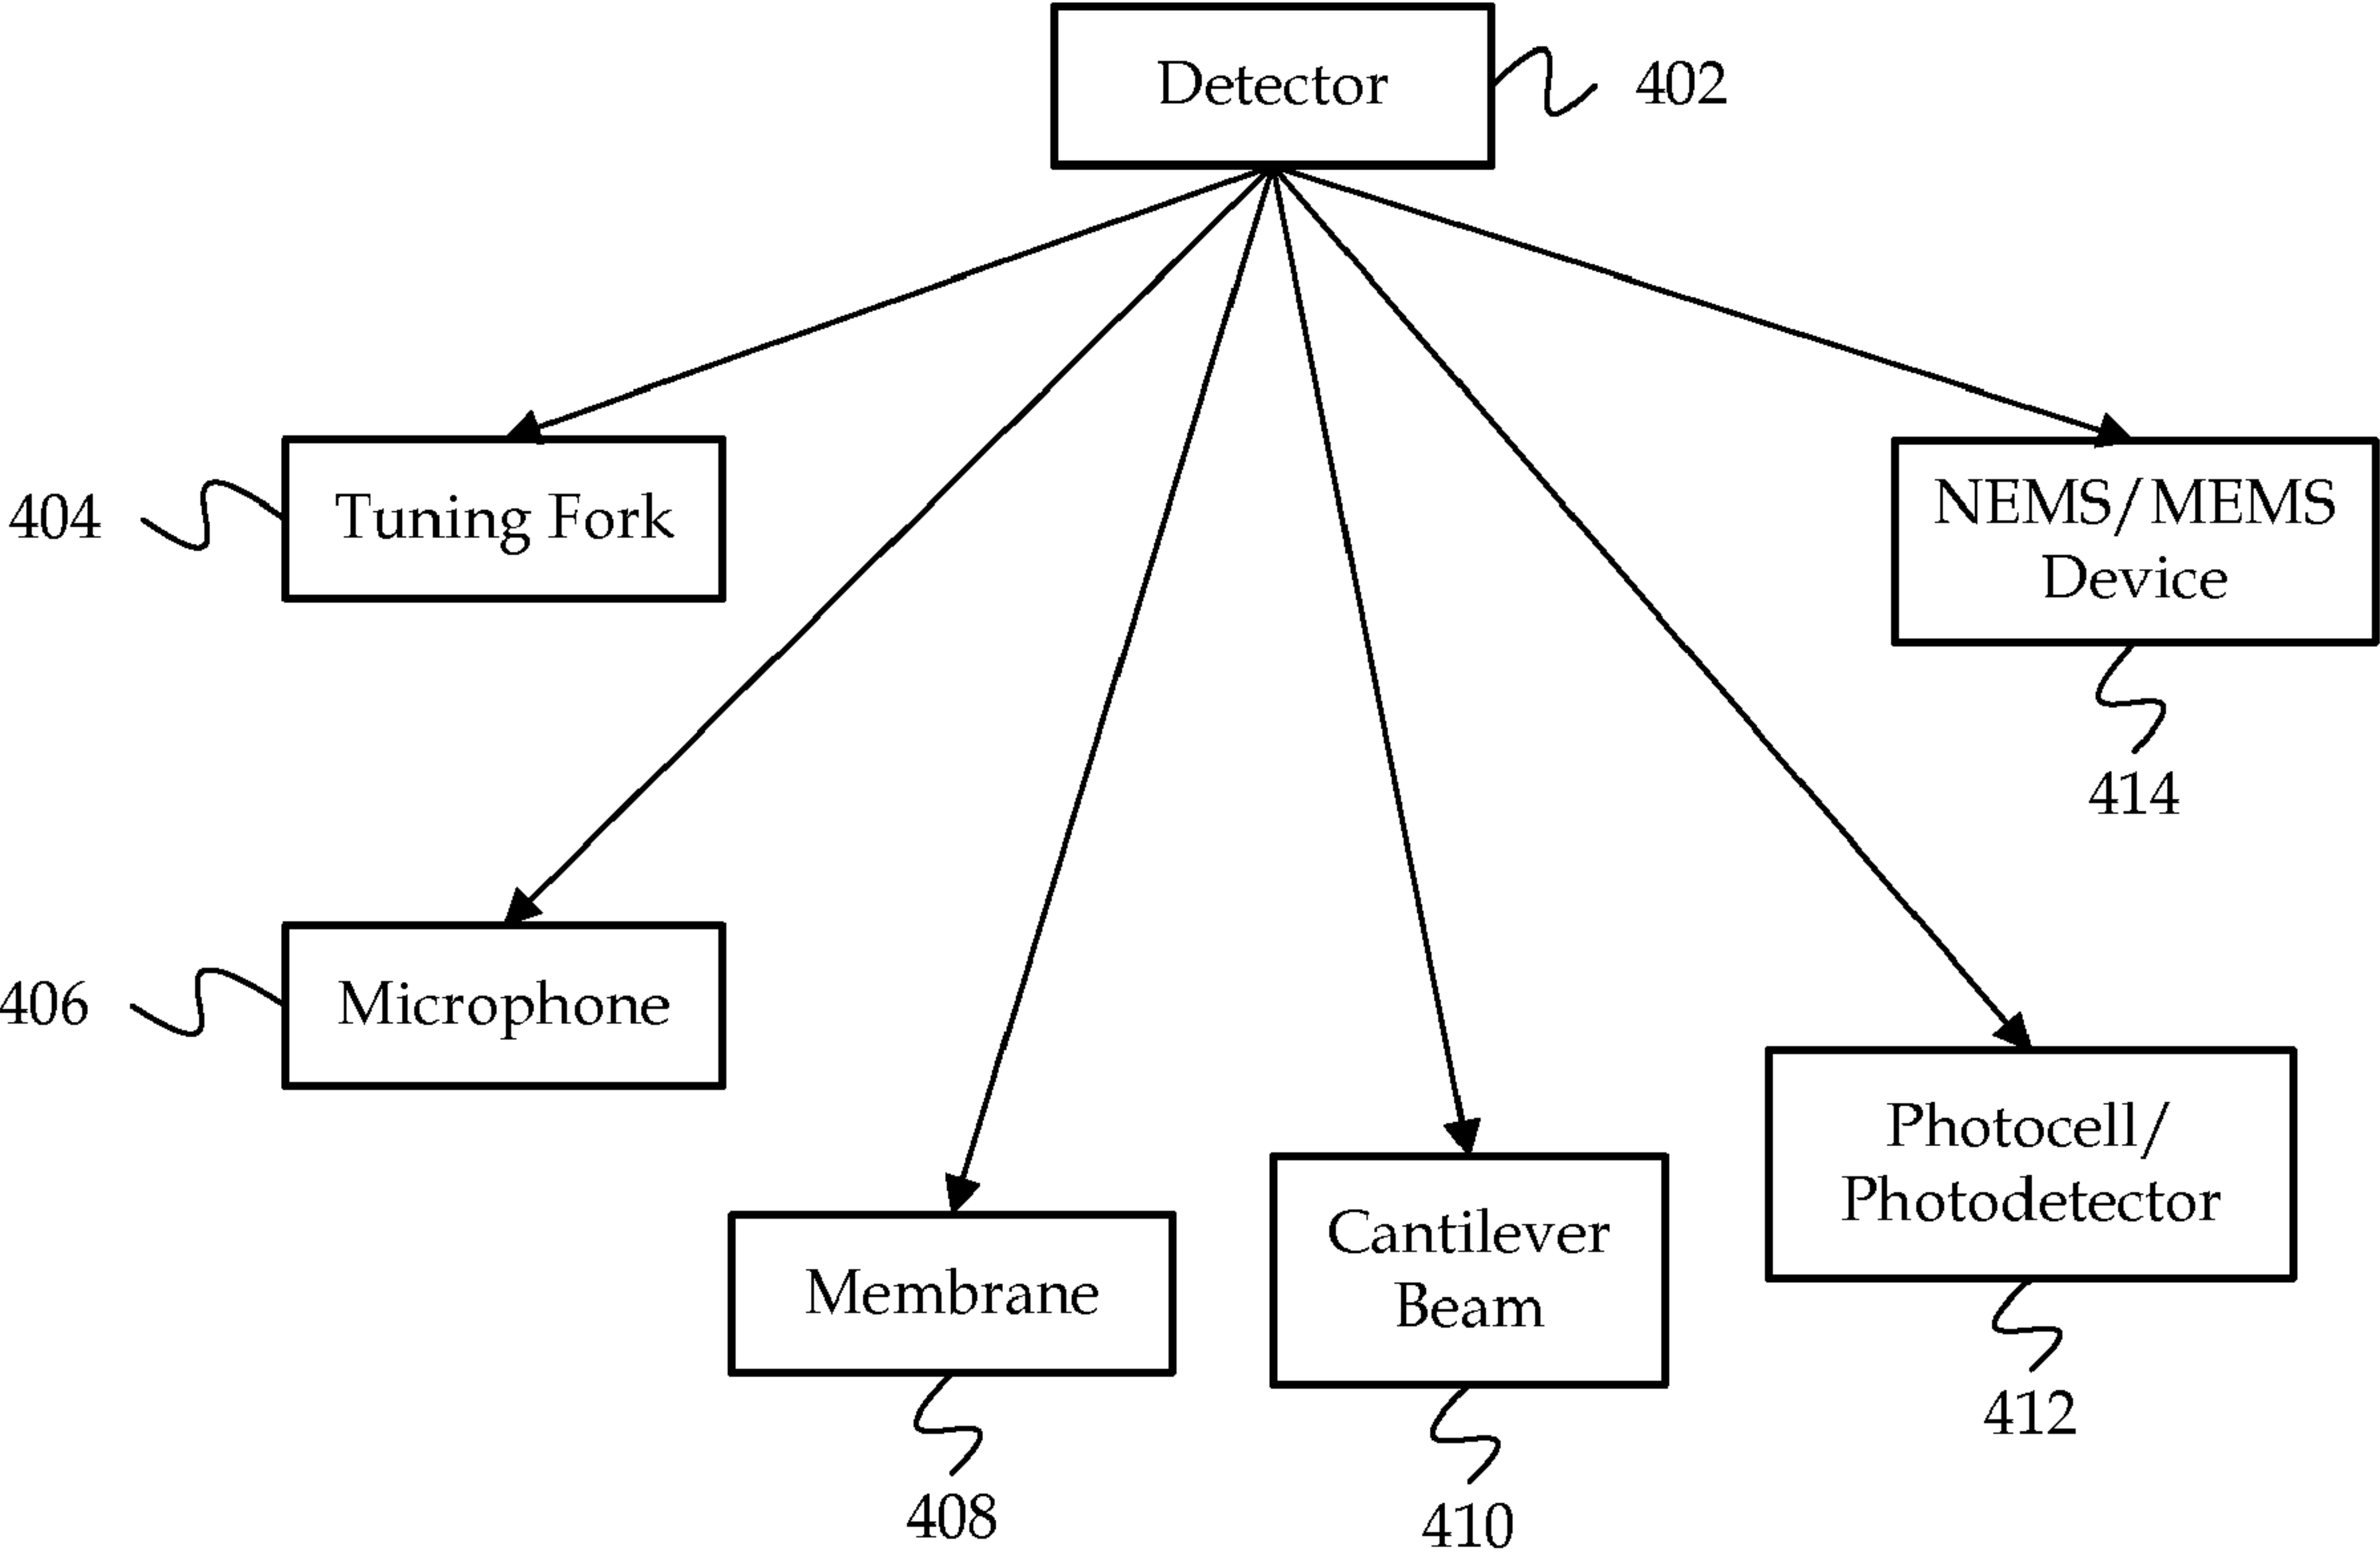 Detector
402
404
Tuning Fork
NEMS/MEMS
Device
414
406
Microphone
Membrane
408
Cantilever
Beam
410
Photocell/
Photodetector
412